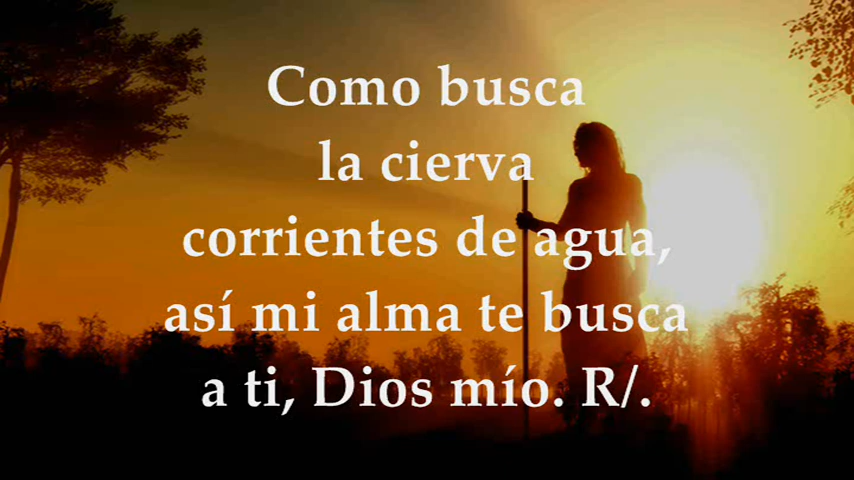 Como busca
la cierva
corrientes de agua,
así mi alma te busca
a ti, Dios mío. R/.